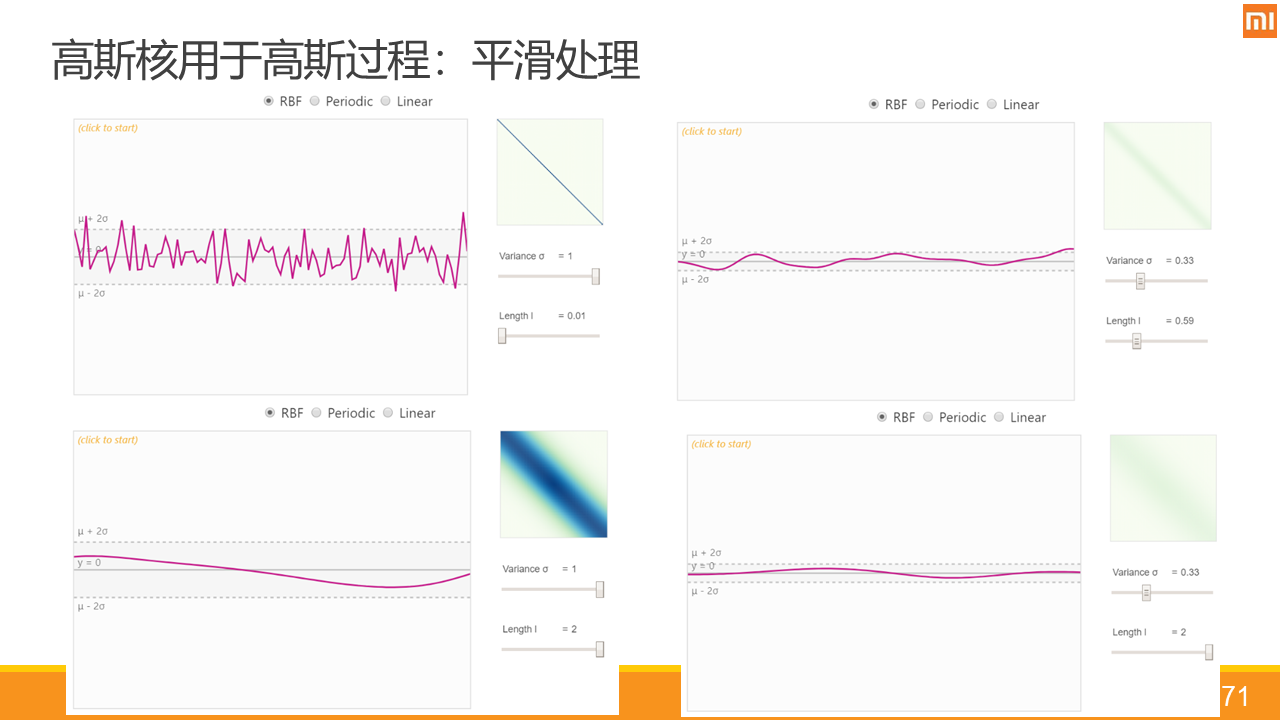 mi
高斯核用于高斯过程：平滑处理
RBF Periodic Linear
(click to start)
μ + 2σ
μ - 2σ
Variance σ = 1
Length l = 0.01
RBF Periodic Linear
(click to start)
μ + 2σ
y = 0
μ - 2σ
Variance σ = 0.33
Length l = 0.59
RBF Periodic Linear
(click to start)
μ + 2σ
y = 0
μ - 2σ
Variance σ = 1
Length l = 2
RBF Periodic Linear
(click to start)
μ + 2σ
y = 0
μ - 2σ
Variance σ = 0.33
Length l = 2
71